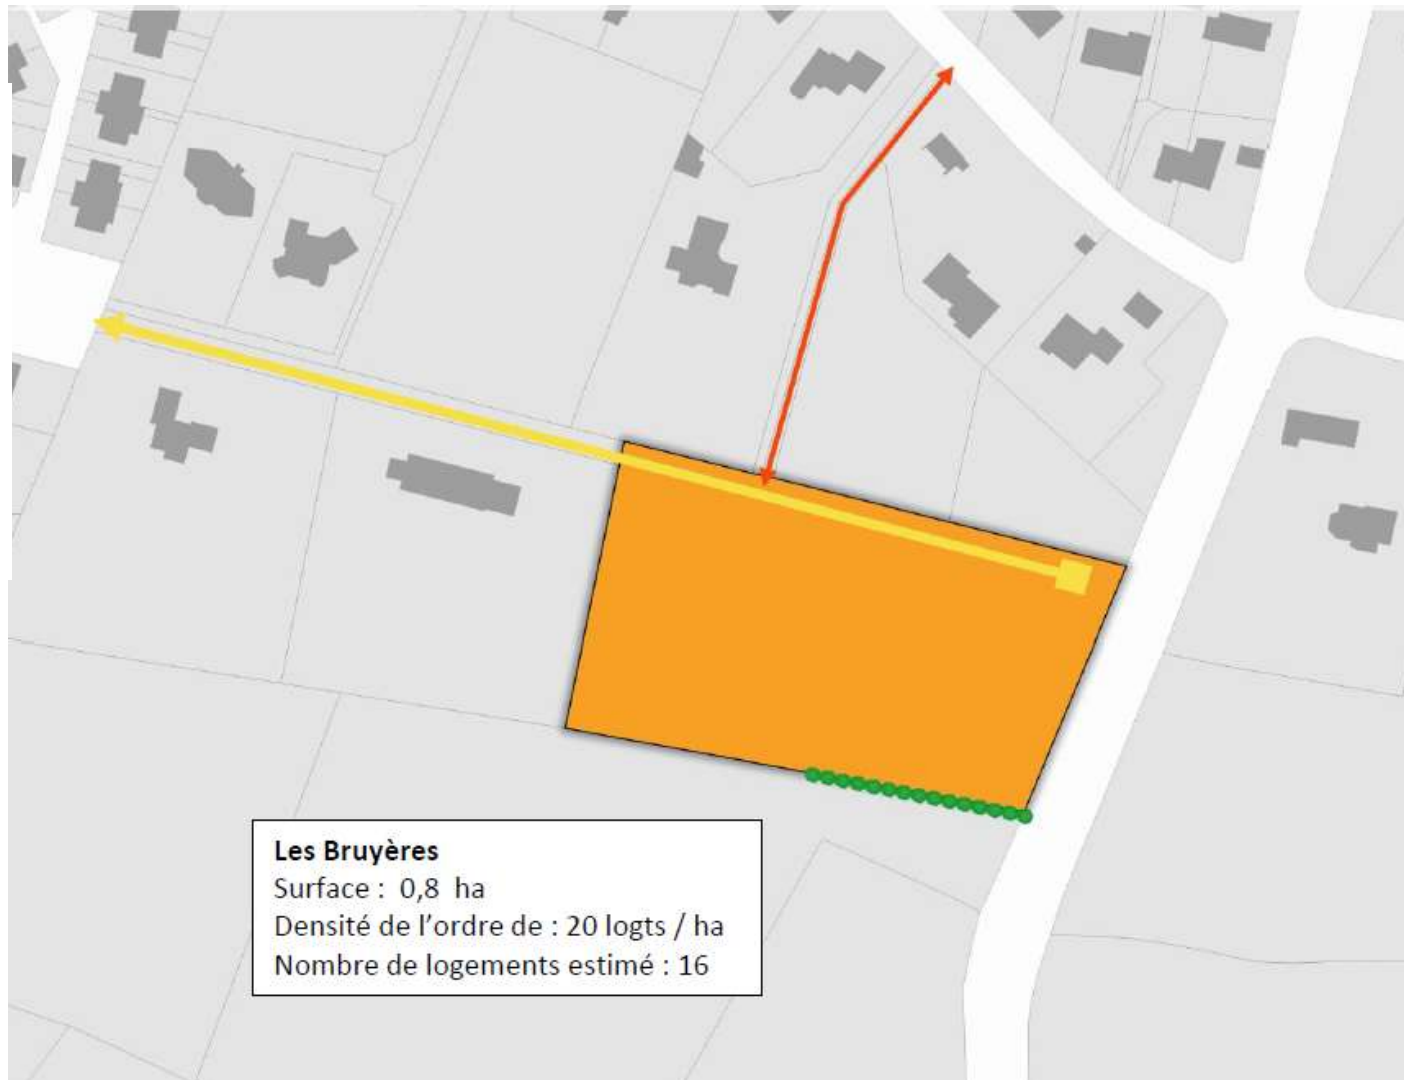 Les Bruyères
Surface : 0,8 ha
Densité de l'ordre de : 20 logts / ha
Nombre de logements estimé : 16